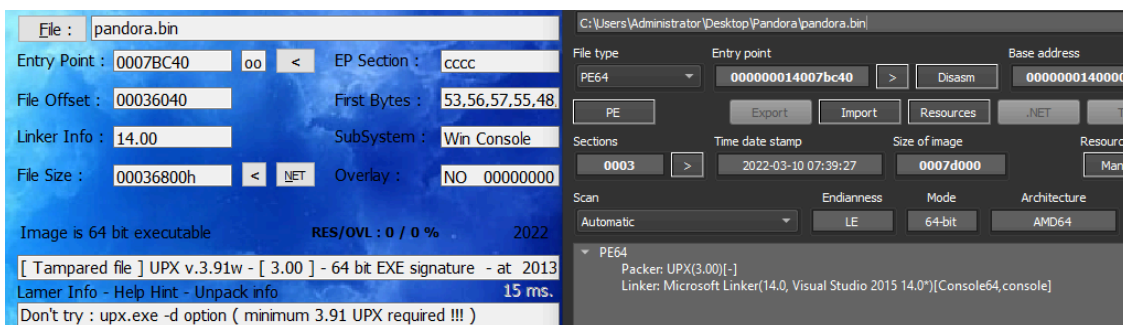 File : pandora.bin
Entry Point : 0007BC40 oo < EP Section : cccc
File Offset : 00036040 First Bytes : 53,56,57,55,48,
Linker Info : 14.00 SubSystem : Win Console
File Size : 00036800h < NET Overlay : NO 00000000
Image is 64 bit executable RES/OVL : 0 / 0 % 2022
[ Tampared file ] UPX v.3.91w - [ 3.00 ] - 64 bit EXE signature - at 2013
Lamer Info - Help Hint - Unpack info 15 ms.
Don't try : upx.exe -d option ( minimum 3.91 UPX required !!! )
C:\Users\Administrator\Desktop\Pandora\pandora.bin
File type Entry point Base address
PE64 000000014007bc40 > Disasm 0000000140000
PE Export Import Resources .NET T
Sections Time date stamp Size of image Resourc
0003 > 2022-03-10 07:39:27 0007d000 Man
Scan Endianness Mode Architecture
Automatic LE 64-bit AMD64
PE64
Packer: UPX(3.00)[-]
Linker: Microsoft Linker(14.0, Visual Studio 2015 14.0*)[Console64,console]